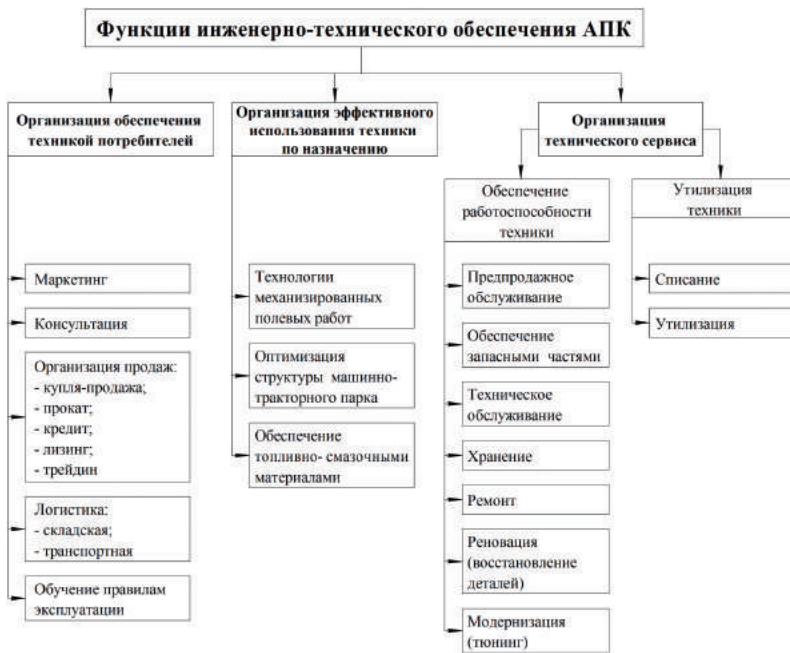 Функции инженерно-технического обеспечения АПК
Организация обеспечения
техникой потребителей
Маркетинг
Консультация
Организация продаж:
- купля-продажа;
- прокат;
- кредит;
- лизинг;
- трейдин
Логистика:
- складская;
- транспортная
Обучение правилам
эксплуатации
Организация эффективного
использования техники
по назначению
Технологии
механизированных
полевых работ
Оптимизация
структуры машинно-
тракторного парка
Обеспечение
топливно- смазочными
материалами
Организация
технического сервиса
Обеспечение
работоспособности
техники
Предпродажное
обслуживание
Обеспечение
запасными частями
Техническое
обслуживание
Хранение
Ремонт
Реновация
(восстановление
деталей)
Модернизация
(тюнинг)
Утилизация
техники
Списание
Утилизация